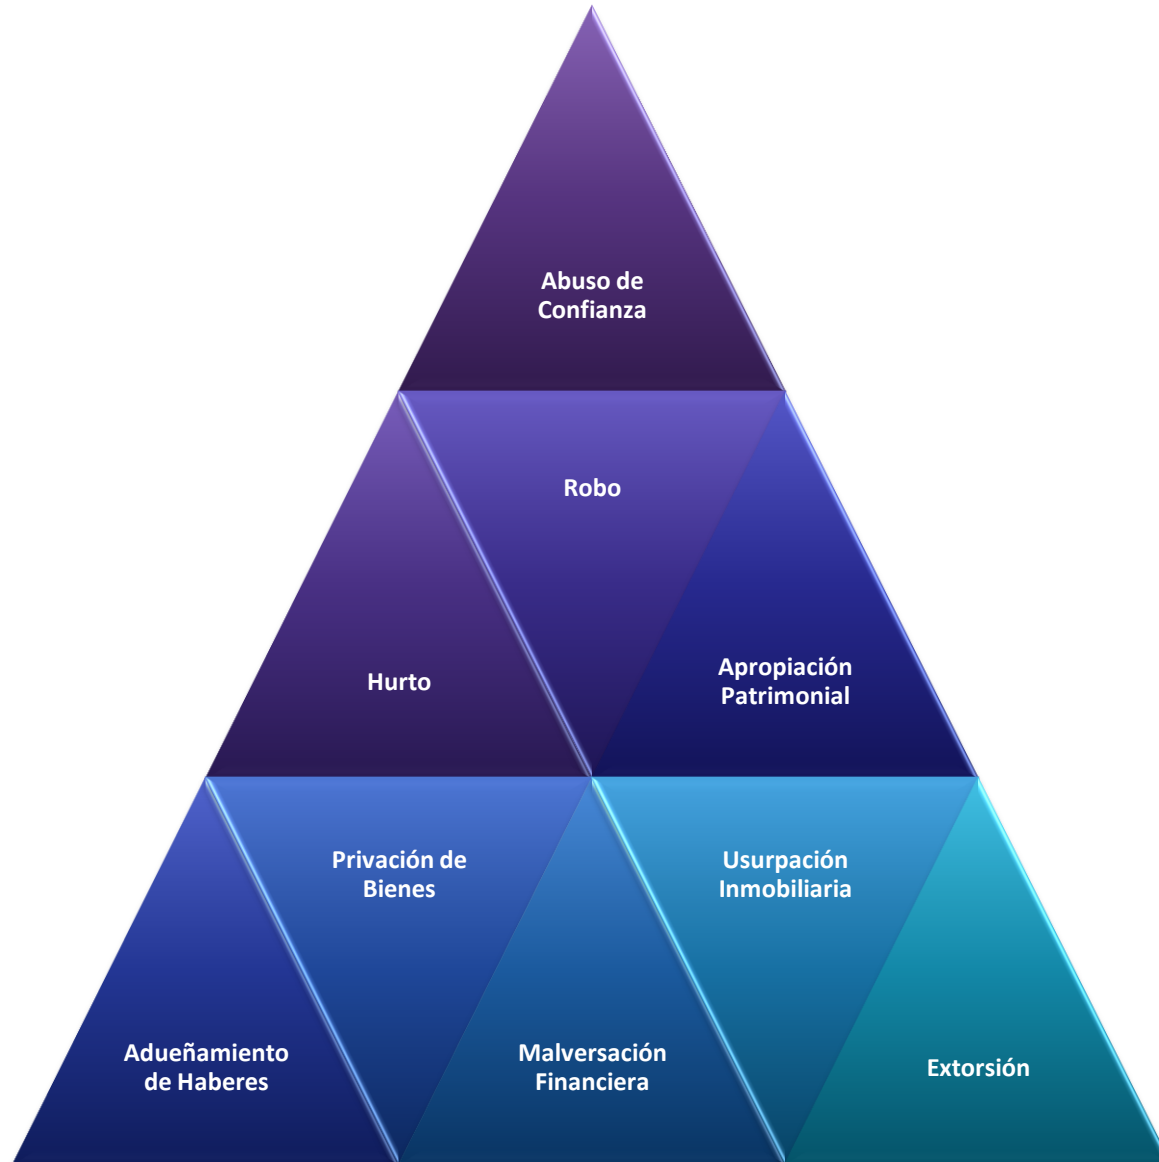 Abuso de
Confianza
Robo
Hurto
Apropiación
Patrimonial
Privación de
Bienes
Usurpación
Inmobiliaria
Adueñamiento
de Haberes
Malversación
Financiera
Extorsión